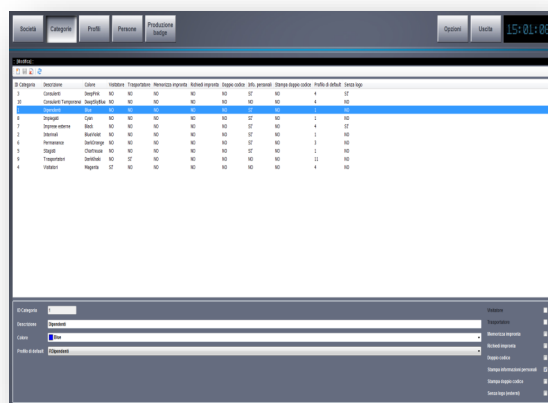 Società Categorie Profili Persone Produzione badge Opzioni Uscita 15:01:00
[Modifica]
ID Categoria Descrizione Colore Visitatore Trasportatore Memorizza impronta Richiedi impronta Doppio codice Info. personali Stampa doppio codice Profilo di default Senza logo
3 Consulenti DeepPink NO NO NO NO NO SI' NO 4 SI'
10 Consulenti Temporanei DeepSkyBlue NO NO NO NO NO NO NO 4 NO
1 Dipendenti Blue NO NO NO NO NO SI' NO 1 NO
8 Impiegati Cyan NO NO NO NO NO SI' NO 1 NO
7 Imprese esterne Black NO NO NO NO NO SI' NO 4 SI'
2 Interinali BlueViolet NO NO NO NO NO SI' NO 1 NO
6 Permanence DarkOrange NO NO NO NO NO SI' NO 3 NO
5 Stagisti Chartreuse NO NO NO NO NO SI' NO 1 NO
9 Trasportatori DarkKhaki NO SI' NO NO NO NO NO 11 NO
4 Visitatori Magenta SI' NO NO NO NO NO NO 4 NO
ID Categoria 1 Visitatore
Descrizione Dipendenti Trasportatore
Colore Blue Memorizza impronta
Profilo di default Richiedi impronta
Doppio codice
Stampa informazioni personali
Stampa doppio codice
Senza logo (esterni)